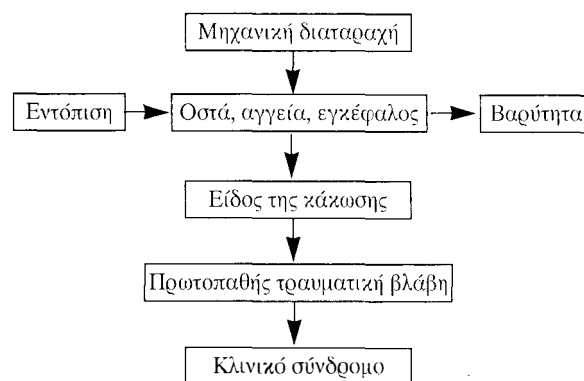 Μηχανική διαταραχή
Εντόπιση
Οστά, αγγεία, εγκέφαλος
Βαρύτητα
Είδος της κάκωσης
Πρωτοπαθής τραυματική βλάβη
Κλινικό σύνδρομο